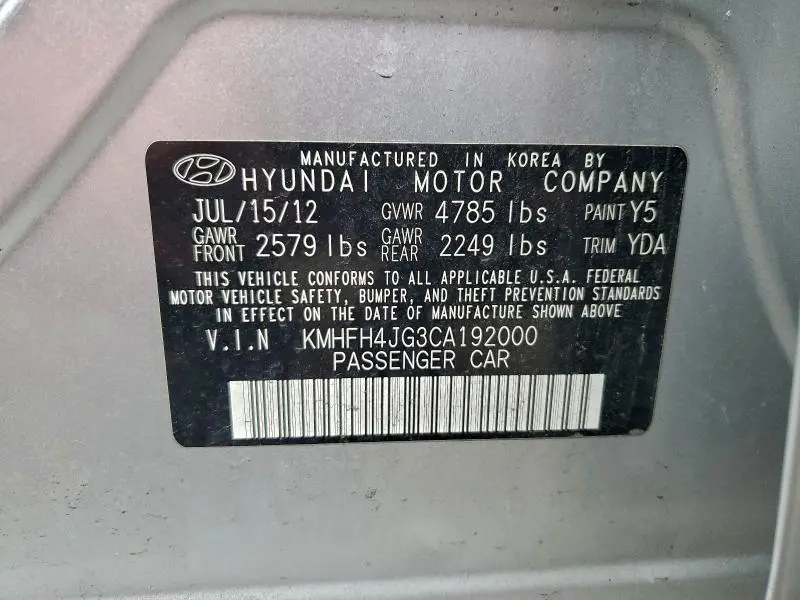 MANUFACTURED IN KOREA BY
HYUNDAI MOTOR COMPANY
JUL/15/12 GVWR 4785 lbs PAINT Y5
GAWR FRONT 2579 lbs GAWR REAR 2249 lbs TRIM YDA
THIS VEHICLE CONFORMS TO ALL APPLICABLE U.S.A. FEDERAL
MOTOR VEHICLE SAFETY, BUMPER, AND THEFT PREVENTION STANDARDS
IN EFFECT ON THE DATE OF MANUFACTURE SHOWN ABOVE
V.I.N KMHFH4JG3CA192000
PASSENGER CAR